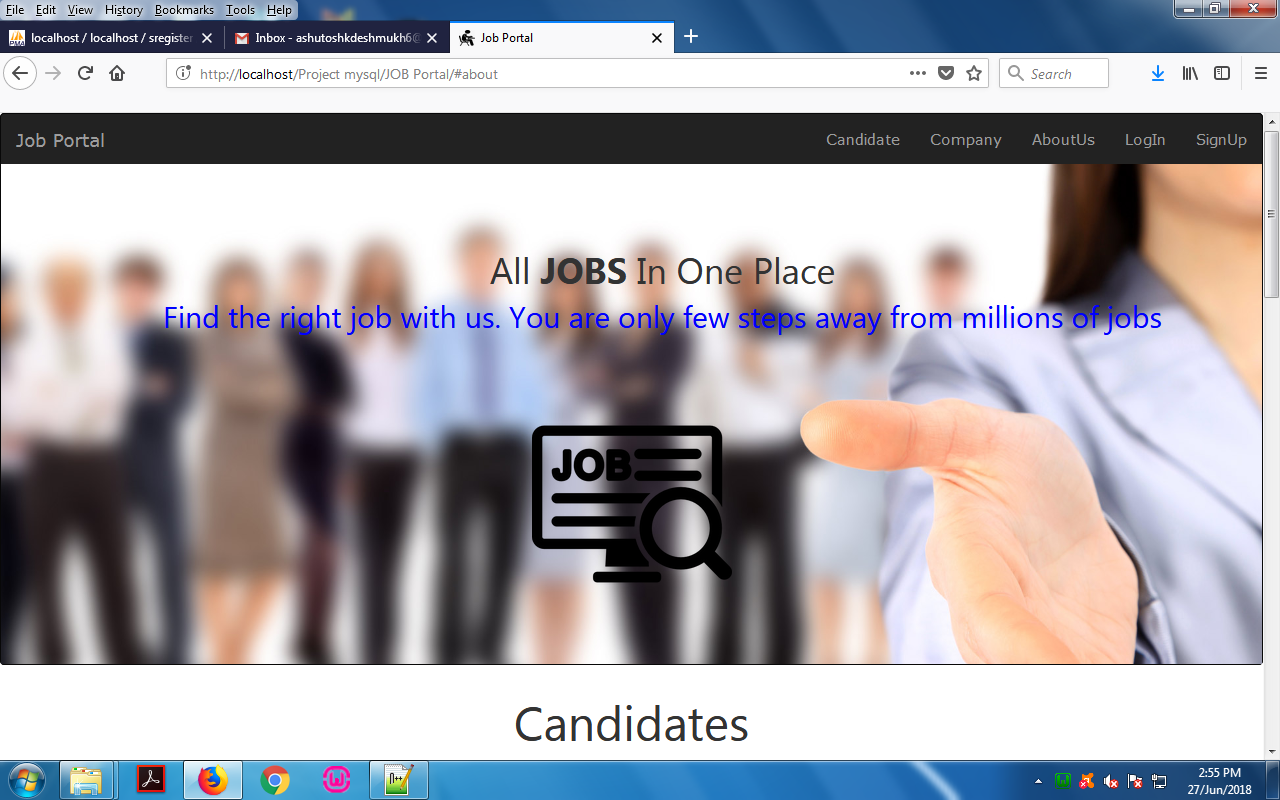 File Edit View History Bookmarks Tools Help
localhost / localhost / sregister
Inbox - ashutoshkdeshmukh6@
Job Portal
http://localhost/Project mysql/JOB Portal/#about
Search
Job Portal
Candidate Company AboutUs LogIn SignUp
All JOBS In One Place
Find the right job with us. You are only few steps away from millions of jobs
JOB
Candidates
2:55 PM
27/Jun/2018